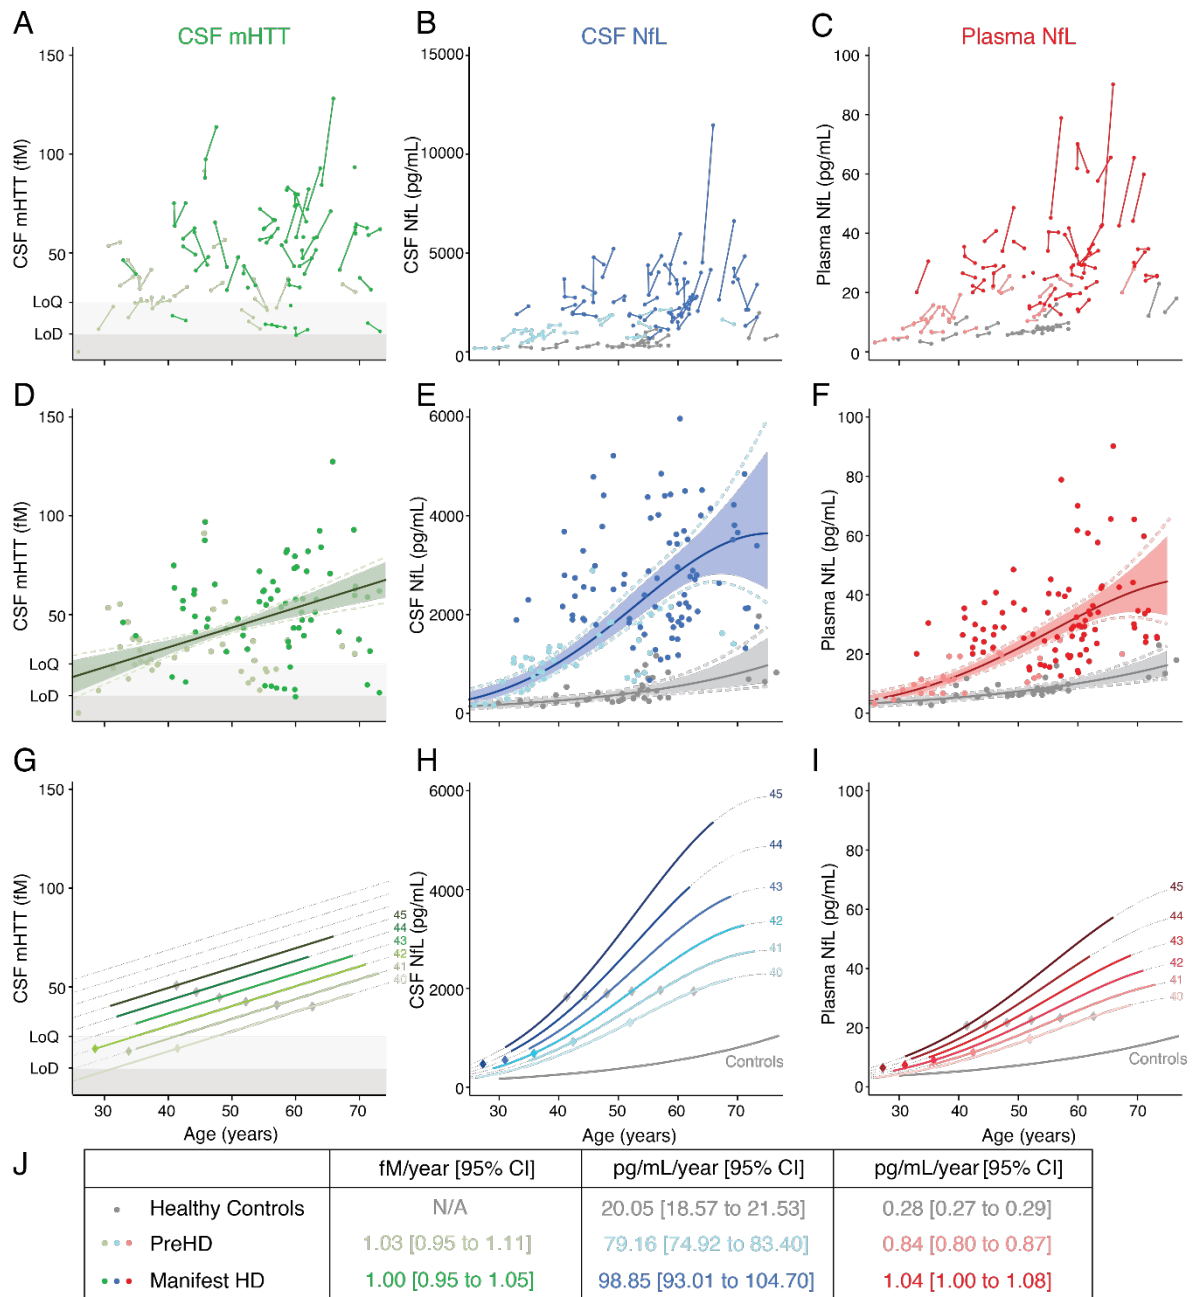 A
CSF mHTT
B
CSF NfL
C
Plasma NfL
150
100
50
LoQ
LoD
CSF mHTT (fM)
15000
10000
5000
0
CSF NfL (pg/mL)
100
80
60
40
20
0
Plasma NfL (pg/mL)
D
E
F
150
100
50
LoQ
LoD
CSF mHTT (fM)
6000
4000
2000
0
CSF NfL (pg/mL)
100
80
60
40
20
0
Plasma NfL (pg/mL)
G
H
I
150
100
50
LoQ
LoD
CSF mHTT (fM)
45
44
43
42
41
40
30 40 50 60 70
Age (years)
6000
4000
2000
0
CSF NfL (pg/mL)
45
44
43
42
41
40
Controls
30 40 50 60 70
Age (years)
100
80
60
40
20
0
Plasma NfL (pg/mL)
45
44
43
42
41
40
Controls
30 40 50 60 70
Age (years)
J
fM/year [95% CI] pg/mL/year [95% CI] pg/mL/year [95% CI]
Healthy Controls N/A 20.05 [18.57 to 21.53] 0.28 [0.27 to 0.29]
PreHD 1.03 [0.95 to 1.11] 79.16 [74.92 to 83.40] 0.84 [0.80 to 0.87]
Manifest HD 1.00 [0.95 to 1.05] 98.85 [93.01 to 104.70] 1.04 [1.00 to 1.08]